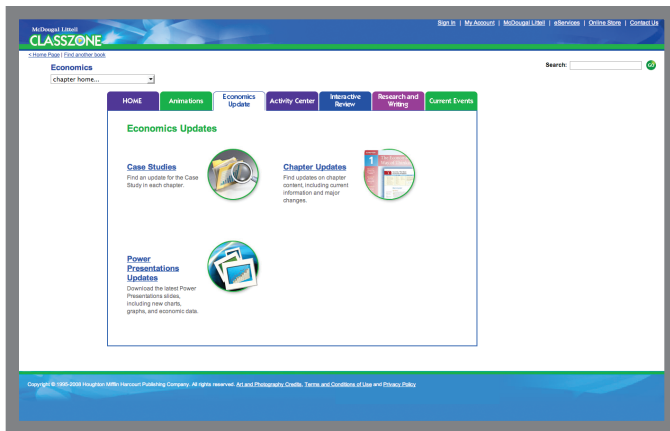 Sign In | My Account | McDougal Littell | eServices | Online Store | Contact Us
McDougal Littell
CLASSZONE
< Home Page | Find another book
Economics
Search:
GO
chapter home...
HOME
Animations
Economics
Update
Activity Center
Interactive
Review
Research and
Writing
Current Events
Economics Updates
Case Studies
Find an update for the Case
Study in each chapter.
Chapter Updates
Find updates on chapter
content, including current
information and major
changes.
1
Power
Presentations
Updates
Download the latest Power
Presentations slides,
including new charts,
graphs, and economic data.
Copyright © 1995-2008 Houghton Mifflin Harcourt Publishing Company. All rights reserved. Art and Photography Credits, Terms and Conditions of Use and Privacy Policy